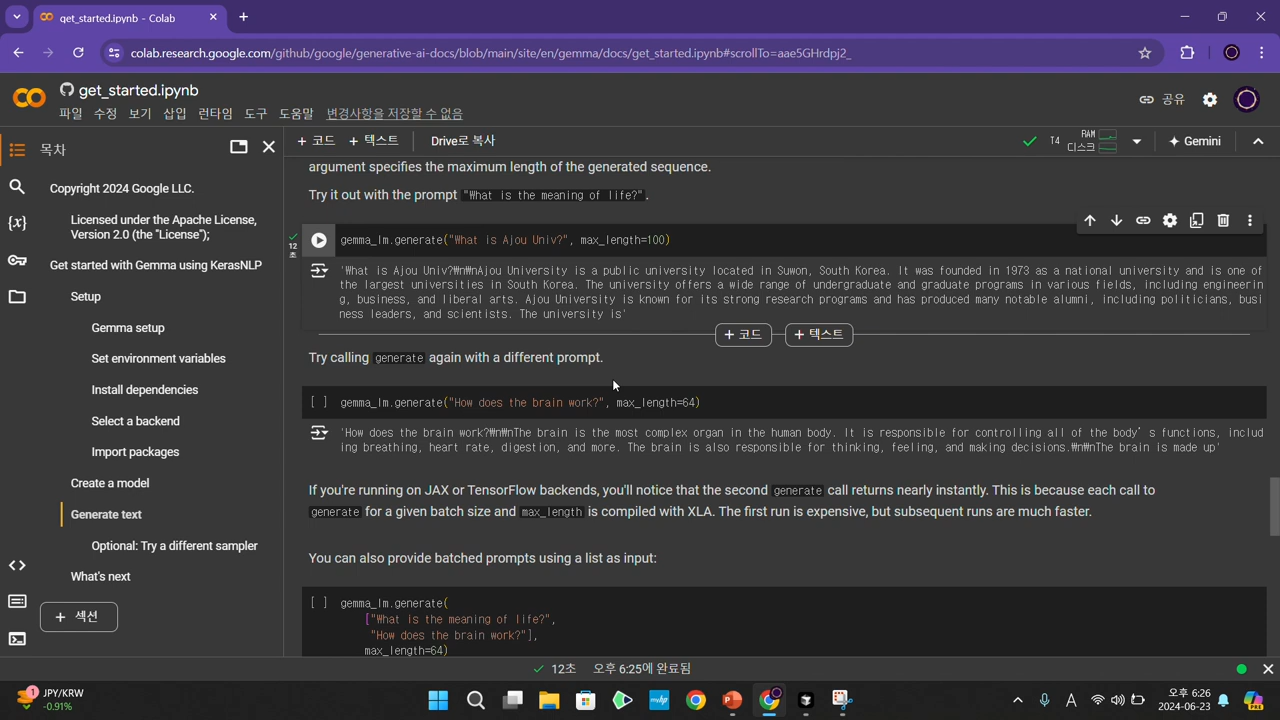 get_started.ipynb - Colab
colab.research.google.com/github/google/generative-ai-docs/blob/main/site/en/gemma/docs/get_started.ipynb#scrollTo=aae5GHrdpj2_
get_started.ipynb
파일 수정 보기 삽입 런타임 도구 도움말 변경사항을 저장할 수 없음
공유
목차
+ 코드 + 텍스트 Drive로 복사
T4 RAM 디스크 Gemini
Copyright 2024 Google LLC.
Licensed under the Apache License,
Version 2.0 (the "License");
Get started with Gemma using KerasNLP
Setup
Gemma setup
Set environment variables
Install dependencies
Select a backend
Import packages
Create a model
Generate text
Optional: Try a different sampler
What's next
+ 섹션
argument specifies the maximum length of the generated sequence.
Try it out with the prompt "What is the meaning of life?".
12
초
gemma_lm.generate("What is Ajou Univ?", max_length=100)
'What is Ajou Univ?₩n₩nAjou University is a public university located in Suwon, South Korea. It was founded in 1973 as a national university and is one of
the largest universities in South Korea. The university offers a wide range of undergraduate and graduate programs in various fields, including engineerin
g, business, and liberal arts. Ajou University is known for its strong research programs and has produced many notable alumni, including politicians, busi
ness leaders, and scientists. The university is'
+ 코드 + 텍스트
Try calling generate again with a different prompt.
[ ] gemma_lm.generate("How does the brain work?", max_length=64)
'How does the brain work?₩n₩nThe brain is the most complex organ in the human body. It is responsible for controlling all of the body’s functions, includ
ing breathing, heart rate, digestion, and more. The brain is also responsible for thinking, feeling, and making decisions.₩n₩nThe brain is made up'
If you're running on JAX or TensorFlow backends, you'll notice that the second generate call returns nearly instantly. This is because each call to
generate for a given batch size and max_length is compiled with XLA. The first run is expensive, but subsequent runs are much faster.
You can also provide batched prompts using a list as input:
[ ] gemma_lm.generate(
["What is the meaning of life?",
"How does the brain work?"],
max_length=64)
12초 오후 6:25에 완료됨
1
JPY/KRW
-0.91%
myhp
A
오후 6:26
2024-06-23
PRE